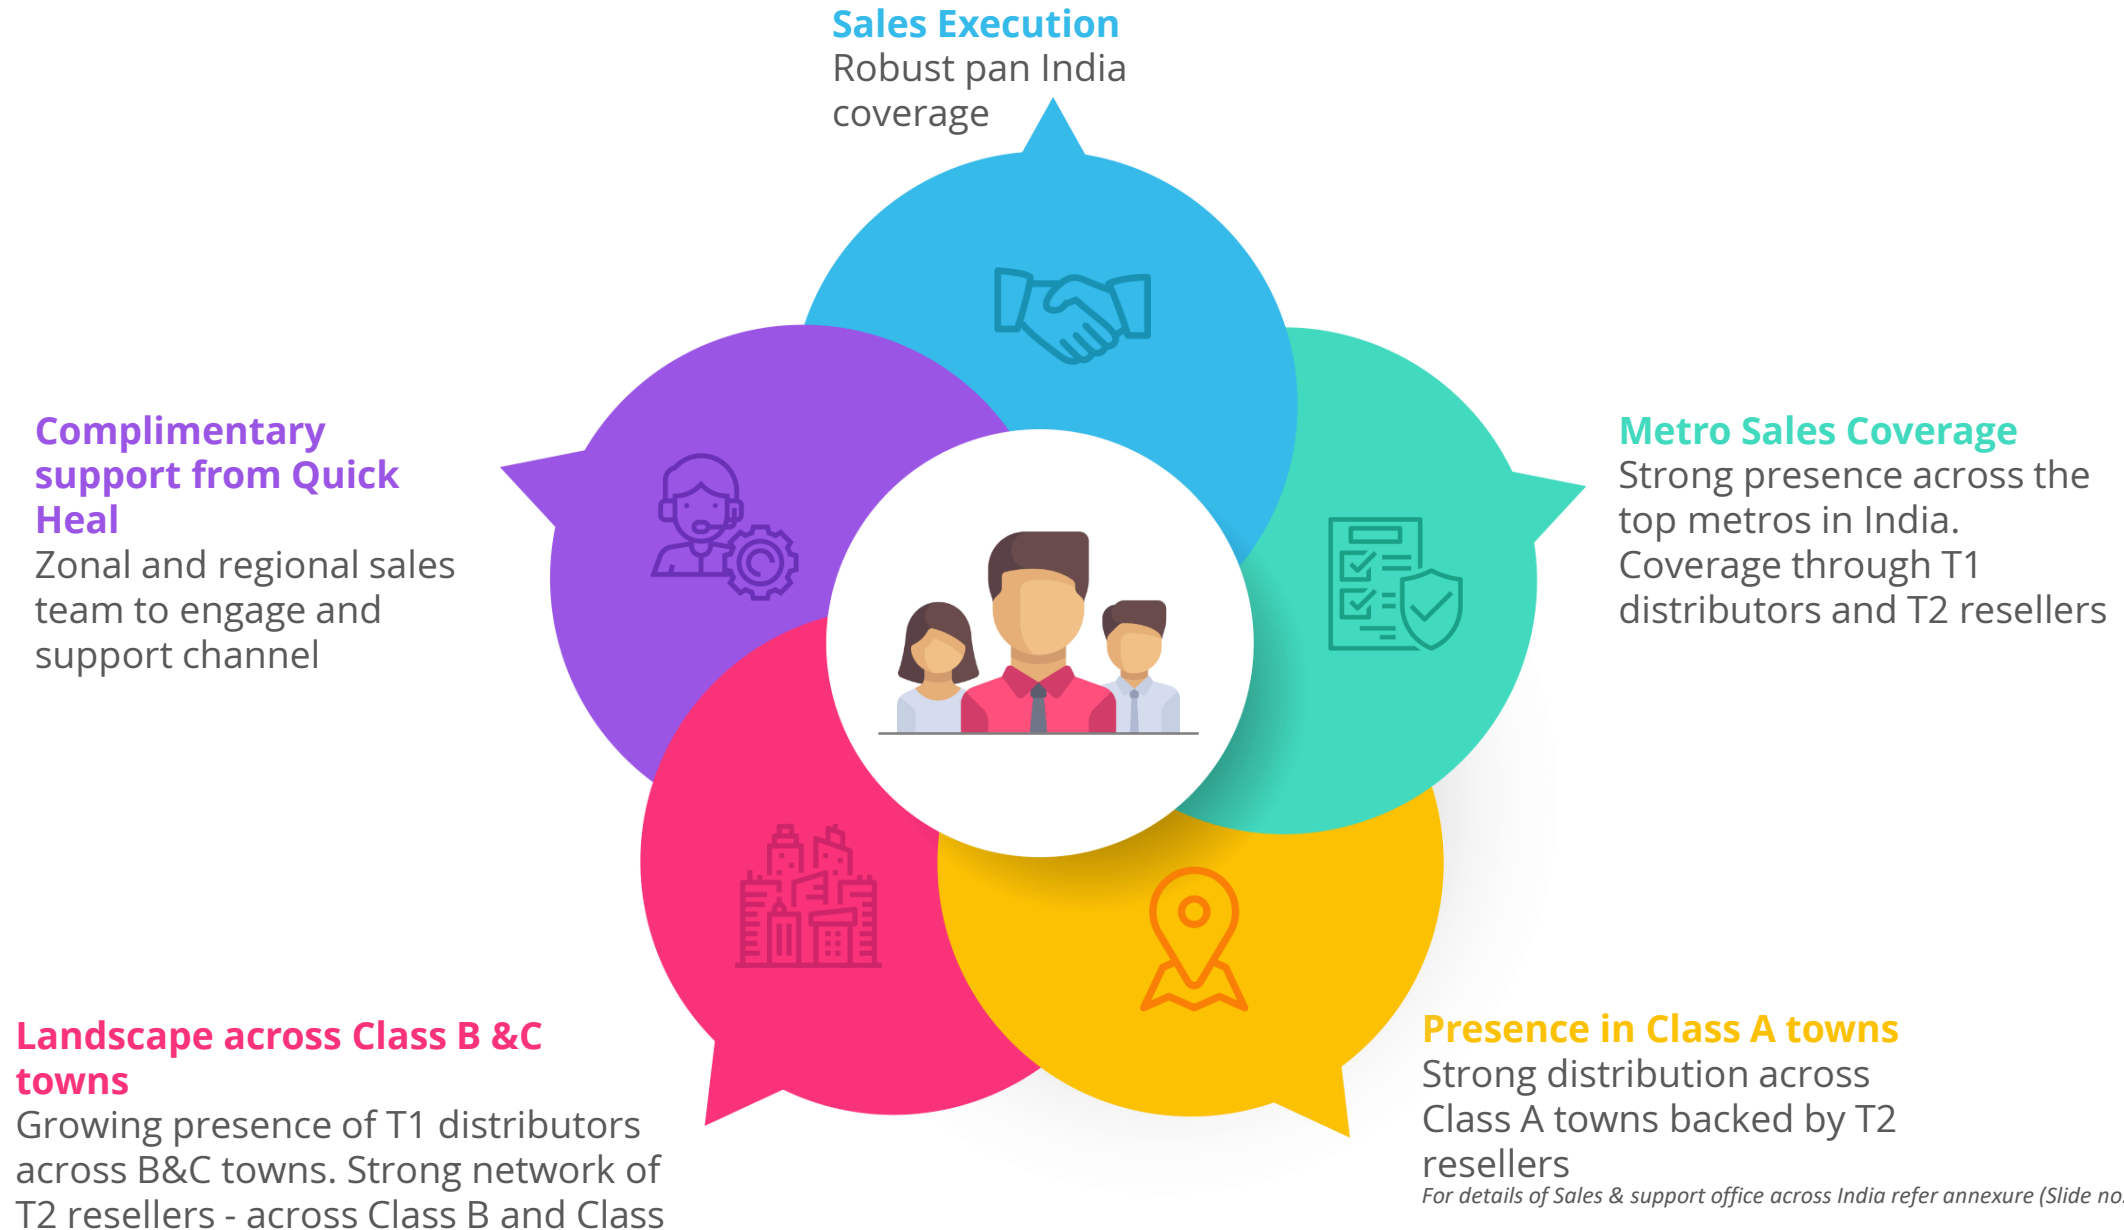 Sales Execution
Robust pan India
coverage
Complimentary
support from Quick
Heal
Zonal and regional sales
team to engage and
support channel
Metro Sales Coverage
Strong presence across the
top metros in India.
Coverage through T1
distributors and T2 resellers
Landscape across Class B &C
towns
Growing presence of T1 distributors
across B&C towns. Strong network of
T2 resellers - across Class B and Class
Presence in Class A towns
Strong distribution across
Class A towns backed by T2
resellers
For details of Sales & support office across India refer annexure (Slide no.